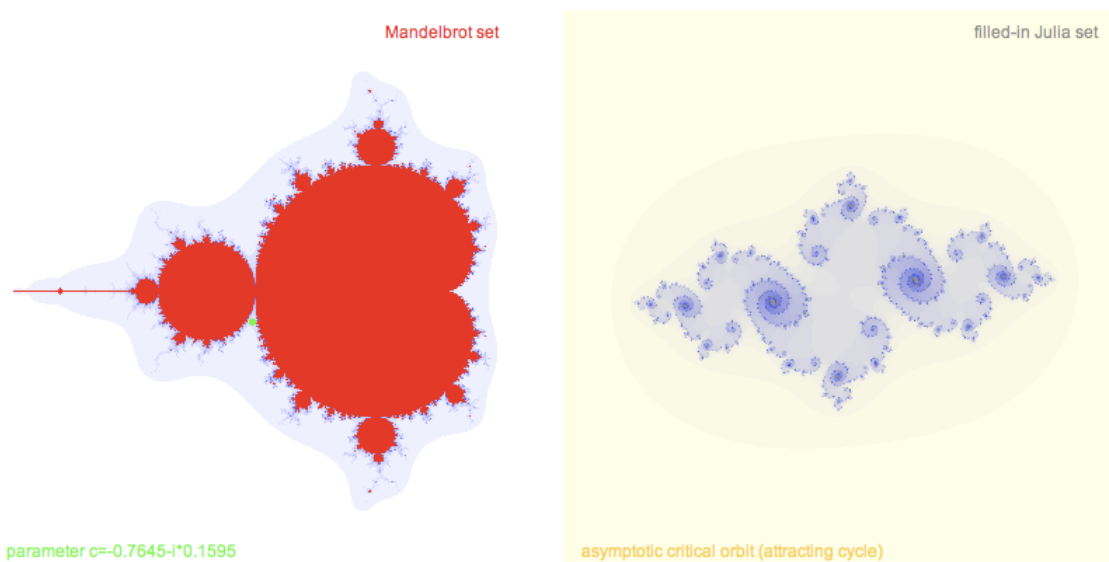 Mandelbrot set
filled-in Julia set
parameter c=-0.7645-i*0.1595
asymptotic critical orbit (attracting cycle)